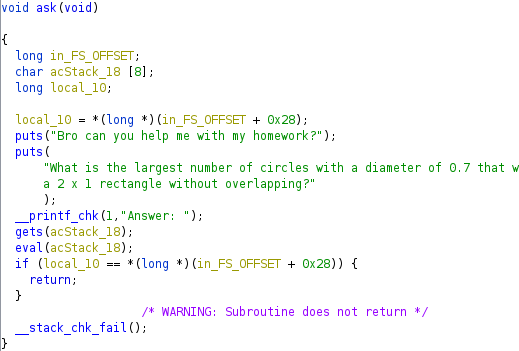 void ask(void)
{
long in_FS_OFFSET;
char acStack_18 [8];
long local_10;
local_10 = *(long *)(in_FS_OFFSET + 0x28);
puts("Bro can you help me with my homework?");
puts(
"What is the largest number of circles with a diameter of 0.7 that w
a 2 x 1 rectangle without overlapping?"
);
__printf_chk(1,"Answer: ");
gets(acStack_18);
eval(acStack_18);
if (local_10 == *(long *)(in_FS_OFFSET + 0x28)) {
return;
}
/* WARNING: Subroutine does not return */
__stack_chk_fail();
}